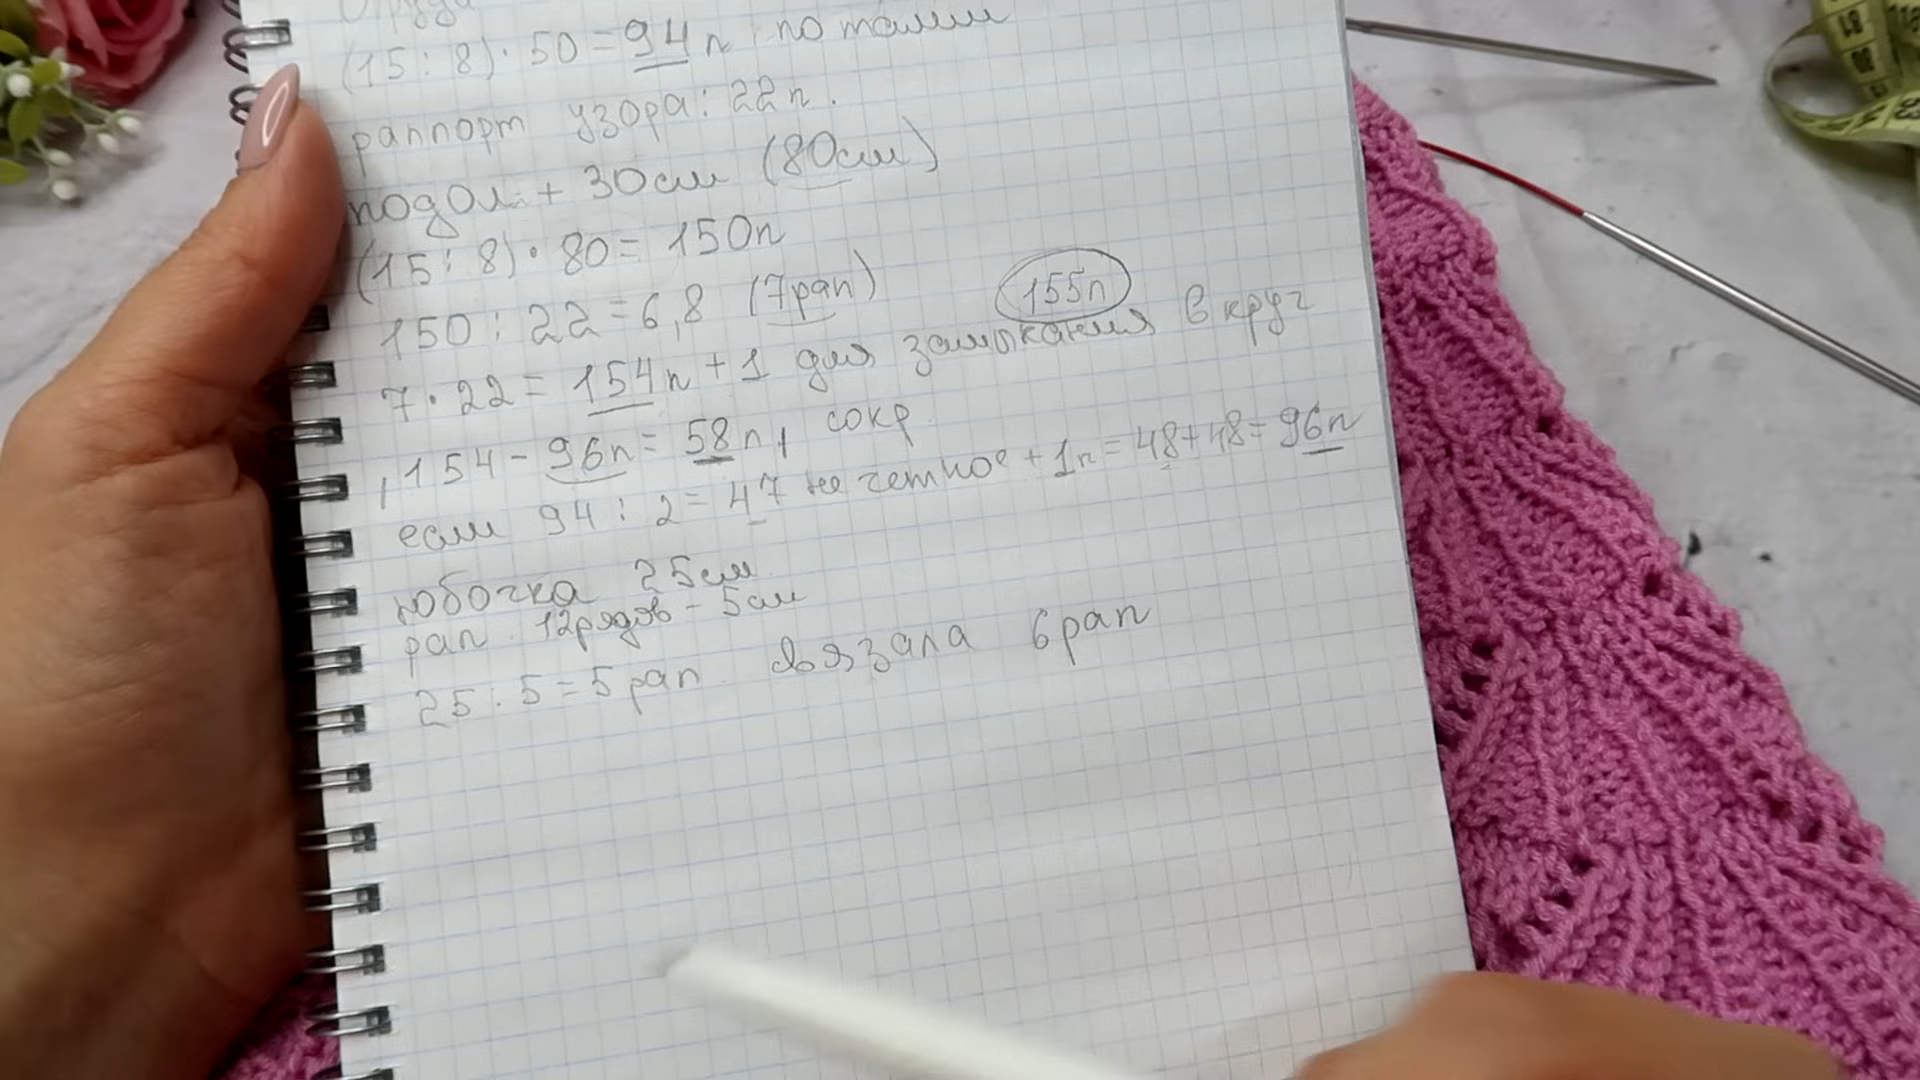 (15:8)·50=94п по талии
раппорт узора: 22п.
подол + 30см (80см)
(15:8)·80=150п
150:22=6,8 (7рап)
155п
7·22=154п+1 для замыкания в круг
154-96п=58п, сокр.
если 94:2=47 не четное +1п=48+48=96п
юбочка 25см
рап. 12рядов - 5см
25:5=5рап. связала 6рап